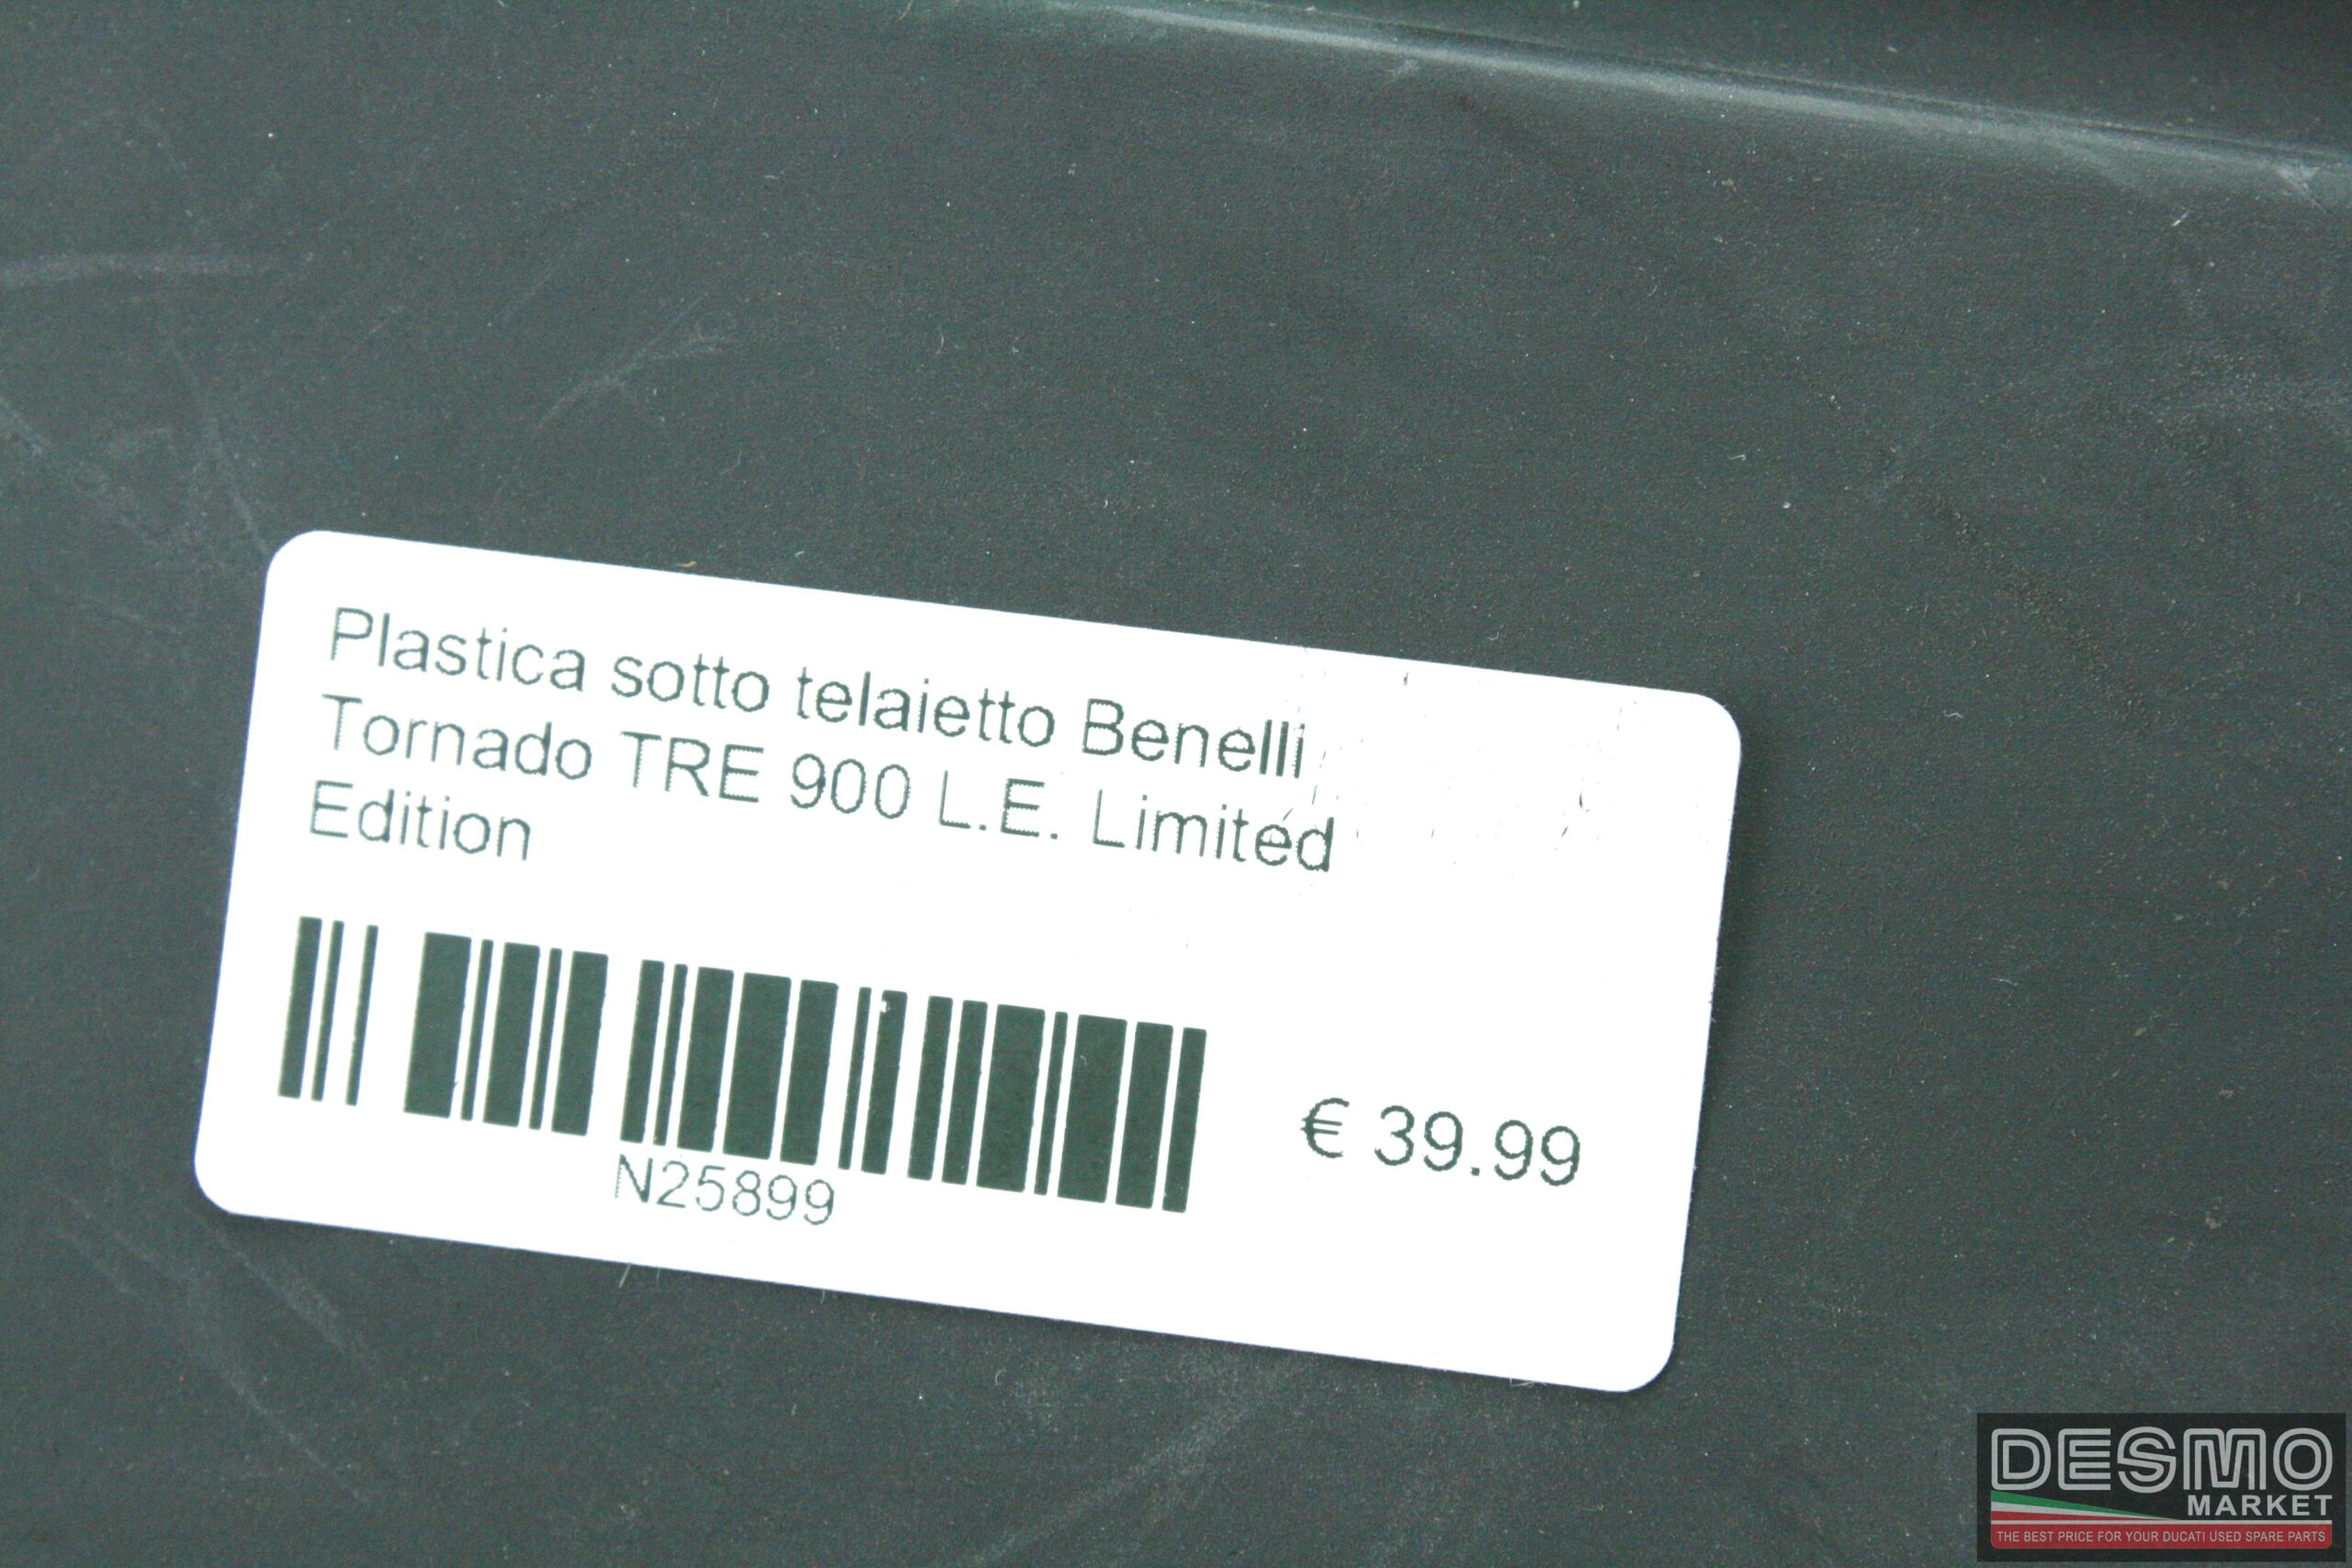 Plastica sotto telaietto Benelli
Tornado TRE 900 L.E. Limited
Edition
€ 39.99
N25899
DESMO
MARKET
THE BEST PRICE FOR YOUR DUCATI USED SPARE PARTS